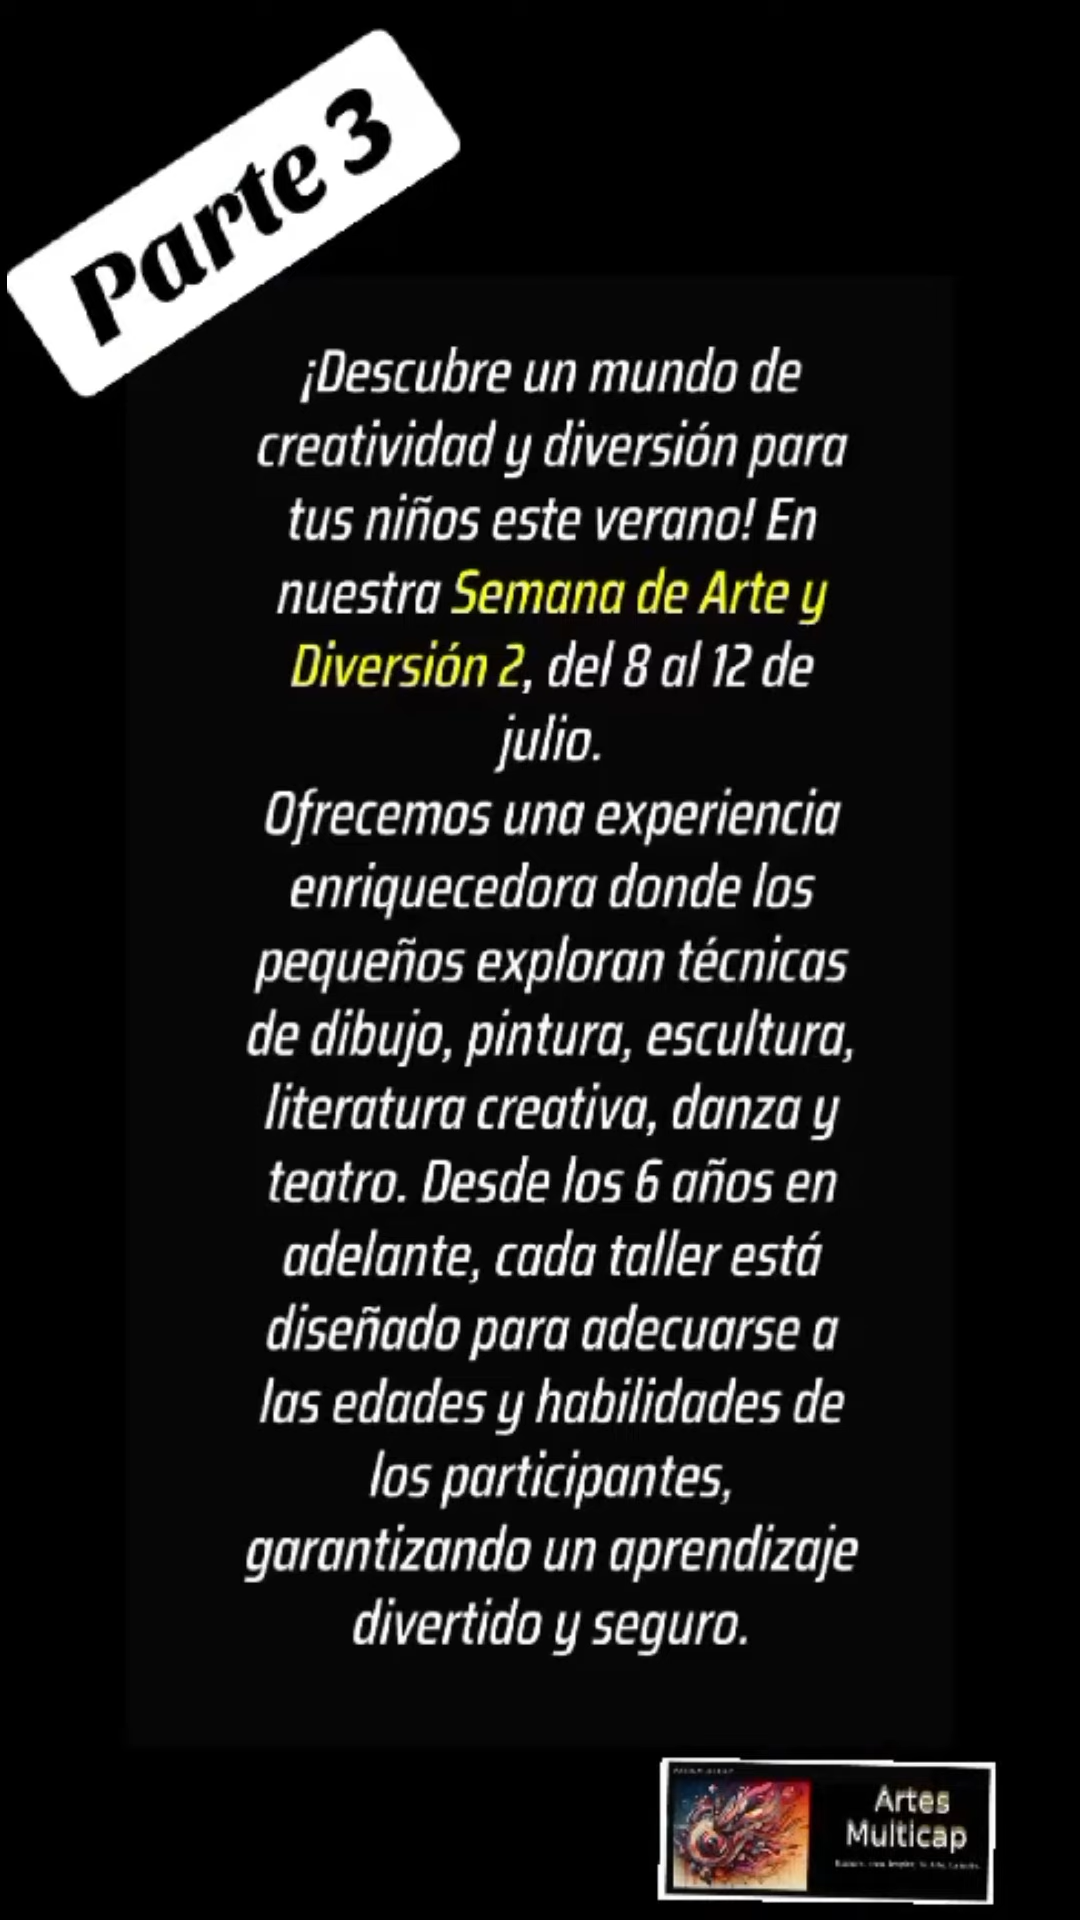 Parte 3
¡Descubre un mundo de
creatividad y diversión para
tus niños este verano! En
nuestra Semana de Arte y
Diversión 2, del 8 al 12 de
julio.
Ofrecemos una experiencia
enriquecedora donde los
pequeños exploran técnicas
de dibujo, pintura, escultura,
literatura creativa, danza y
teatro. Desde los 6 años en
adelante, cada taller está
diseñado para adecuarse a
las edades y habilidades de
los participantes,
garantizando un aprendizaje
divertido y seguro.
Artes
Multicap